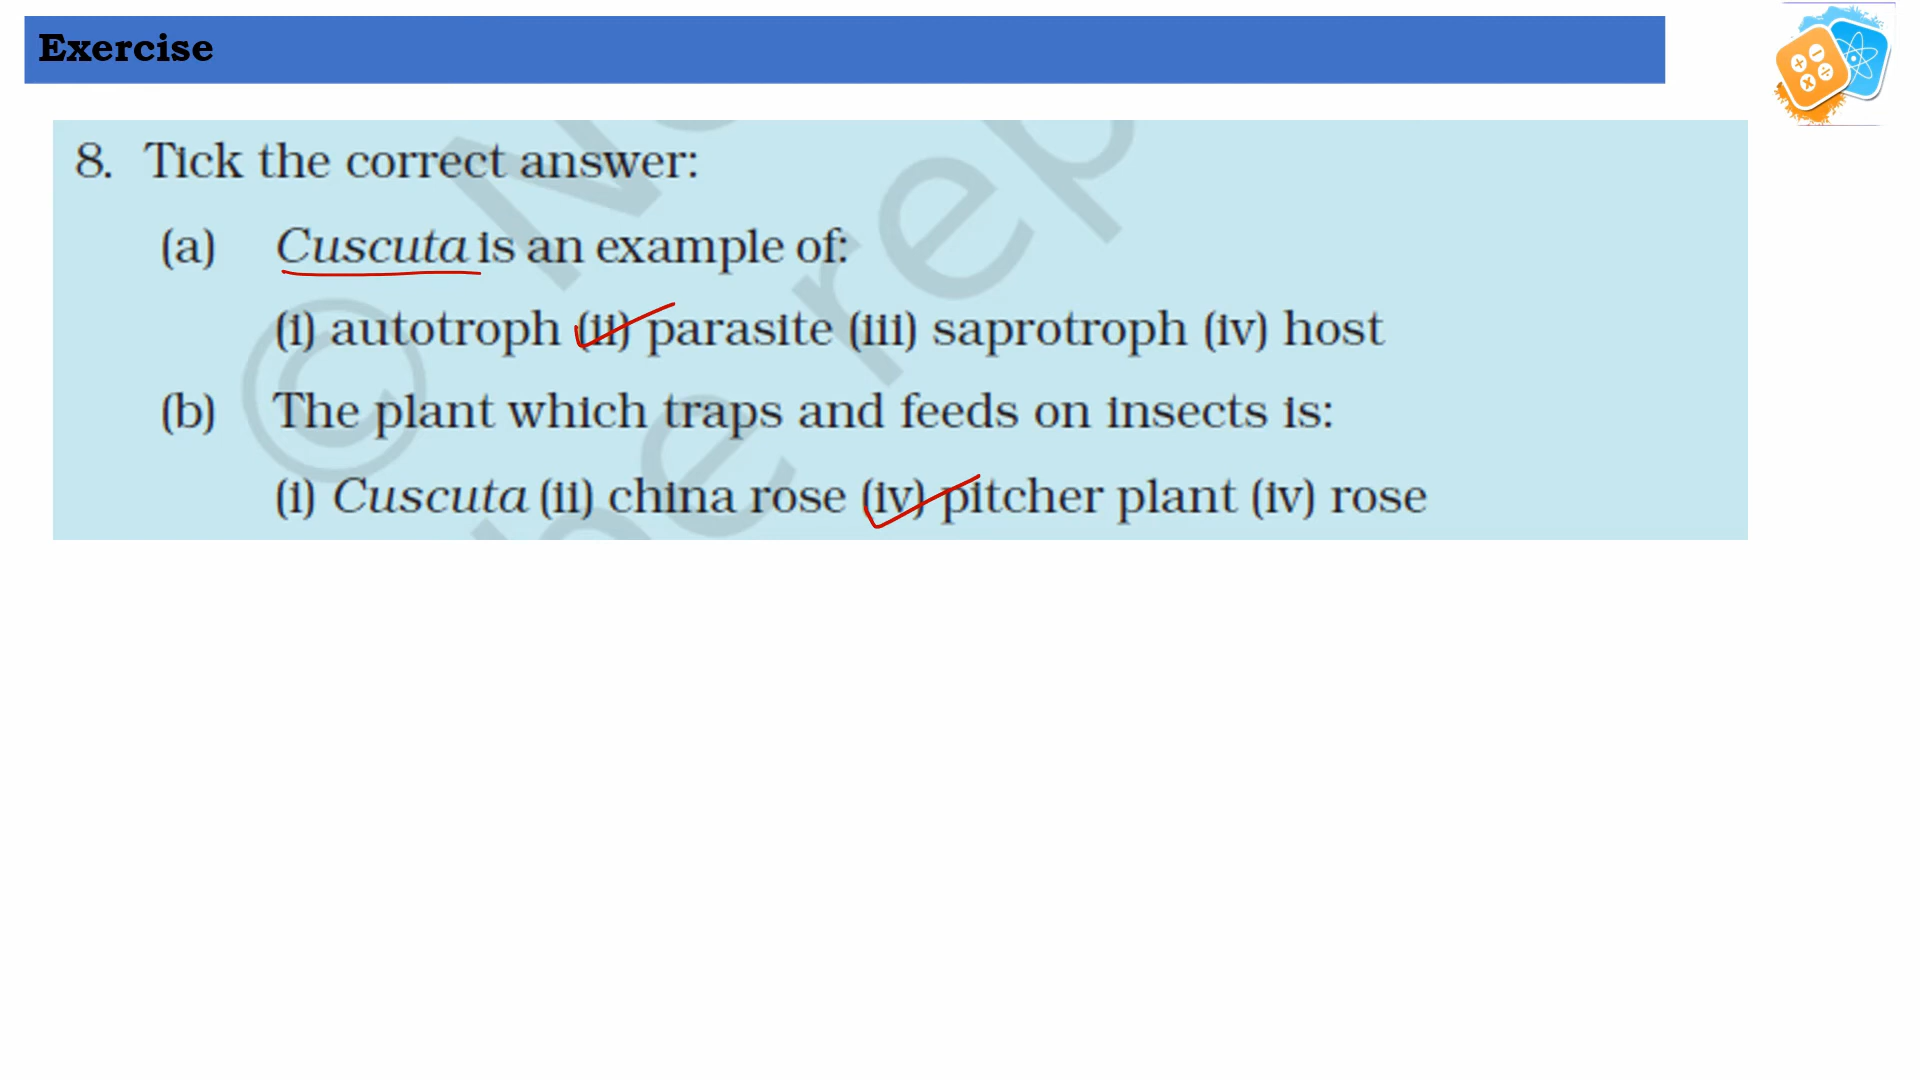 Exercise
8. Tick the correct answer:
(a) Cuscuta is an example of:
(i) autotroph (ii) parasite (iii) saprotroph (iv) host
(b) The plant which traps and feeds on insects is:
(i) Cuscuta (ii) china rose (iv) pitcher plant (iv) rose